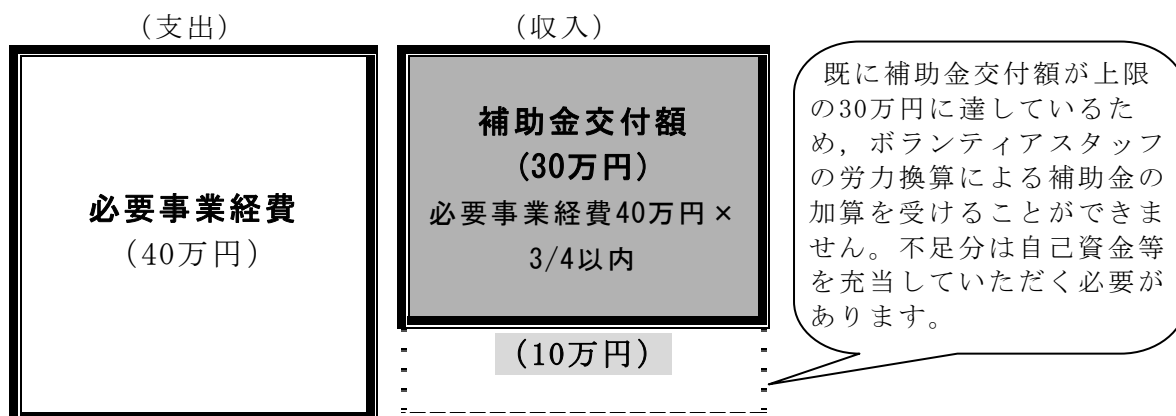 （支出）
（収入）
必要事業経費
（40万円）
補助金交付額
（30万円）
必要事業経費40万円×
3/4以内
（10万円）
既に補助金交付額が上限
の30万円に達しているた
め，ボランティアスタッフ
の労力換算による補助金の
加算を受けることができま
せん。不足分は自己資金等
を充当していただく必要が
あります。